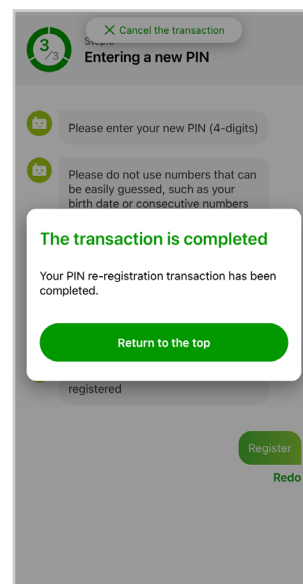 Cancel the transaction
3/3
Entering a new PIN
Please enter your new PIN (4-digits)
Please do not use numbers that can
be easily guessed, such as your
birth date or consecutive numbers
The transaction is completed
Your PIN re-registration transaction has been
completed.
Return to the top
registered
Register
Redo